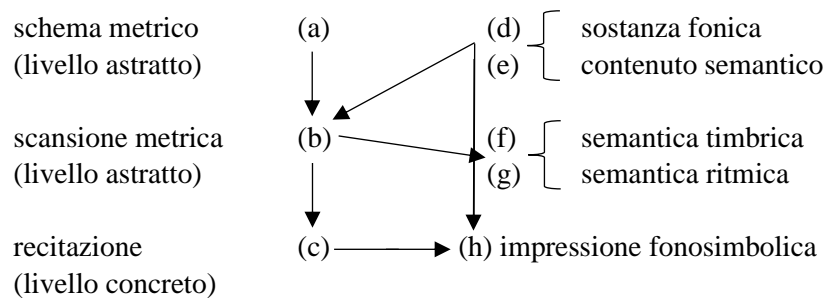 schema metrico (a) (d) sostanza fonica
(livello astratto) (e) contenuto semantico
scansione metrica (b) (f) semantica timbrica
(livello astratto) (g) semantica ritmica
recitazione (c) (h) impressione fonosimbolica
(livello concreto)